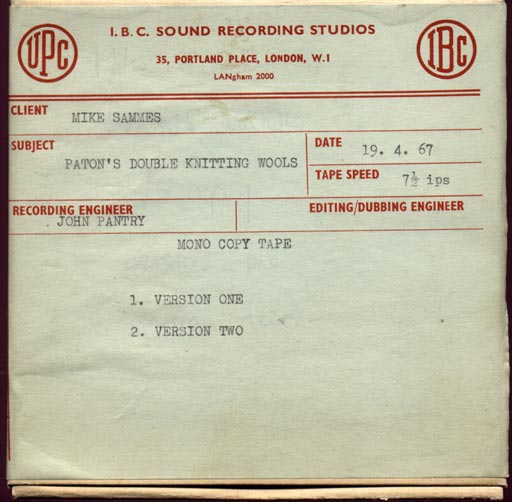 UPC
I.B.C. SOUND RECORDING STUDIOS
35, PORTLAND PLACE, LONDON, W.1
LANgham 2000
IBC
CLIENT
MIKE SAMMES
SUBJECT
PATON'S DOUBLE KNITTING WOOLS
DATE
19. 4. 67
TAPE SPEED
7½ ips
RECORDING ENGINEER
JOHN PANTRY
EDITING/DUBBING ENGINEER
MONO COPY TAPE
1. VERSION ONE
2. VERSION TWO